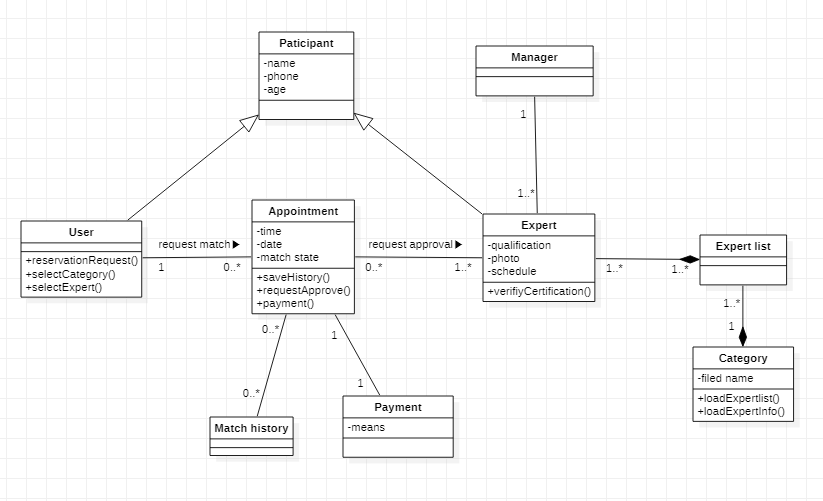 Paticipant
-name
-phone
-age
Manager
1
1..*
User
+reservationRequest()
+selectCategory()
+selectExpert()
request match ▶
1
0..*
Appointment
-time
-date
-match state
+saveHistory()
+requestApprove()
+payment()
request approval ▶
0..*
1..*
Expert
-qualification
-photo
-schedule
+verifiyCertification()
1..*
1..*
Expert list
1..*
1
Category
-filed name
+loadExpertlist()
+loadExpertInfo()
0..*
0..*
Match history
1
1
Payment
-means